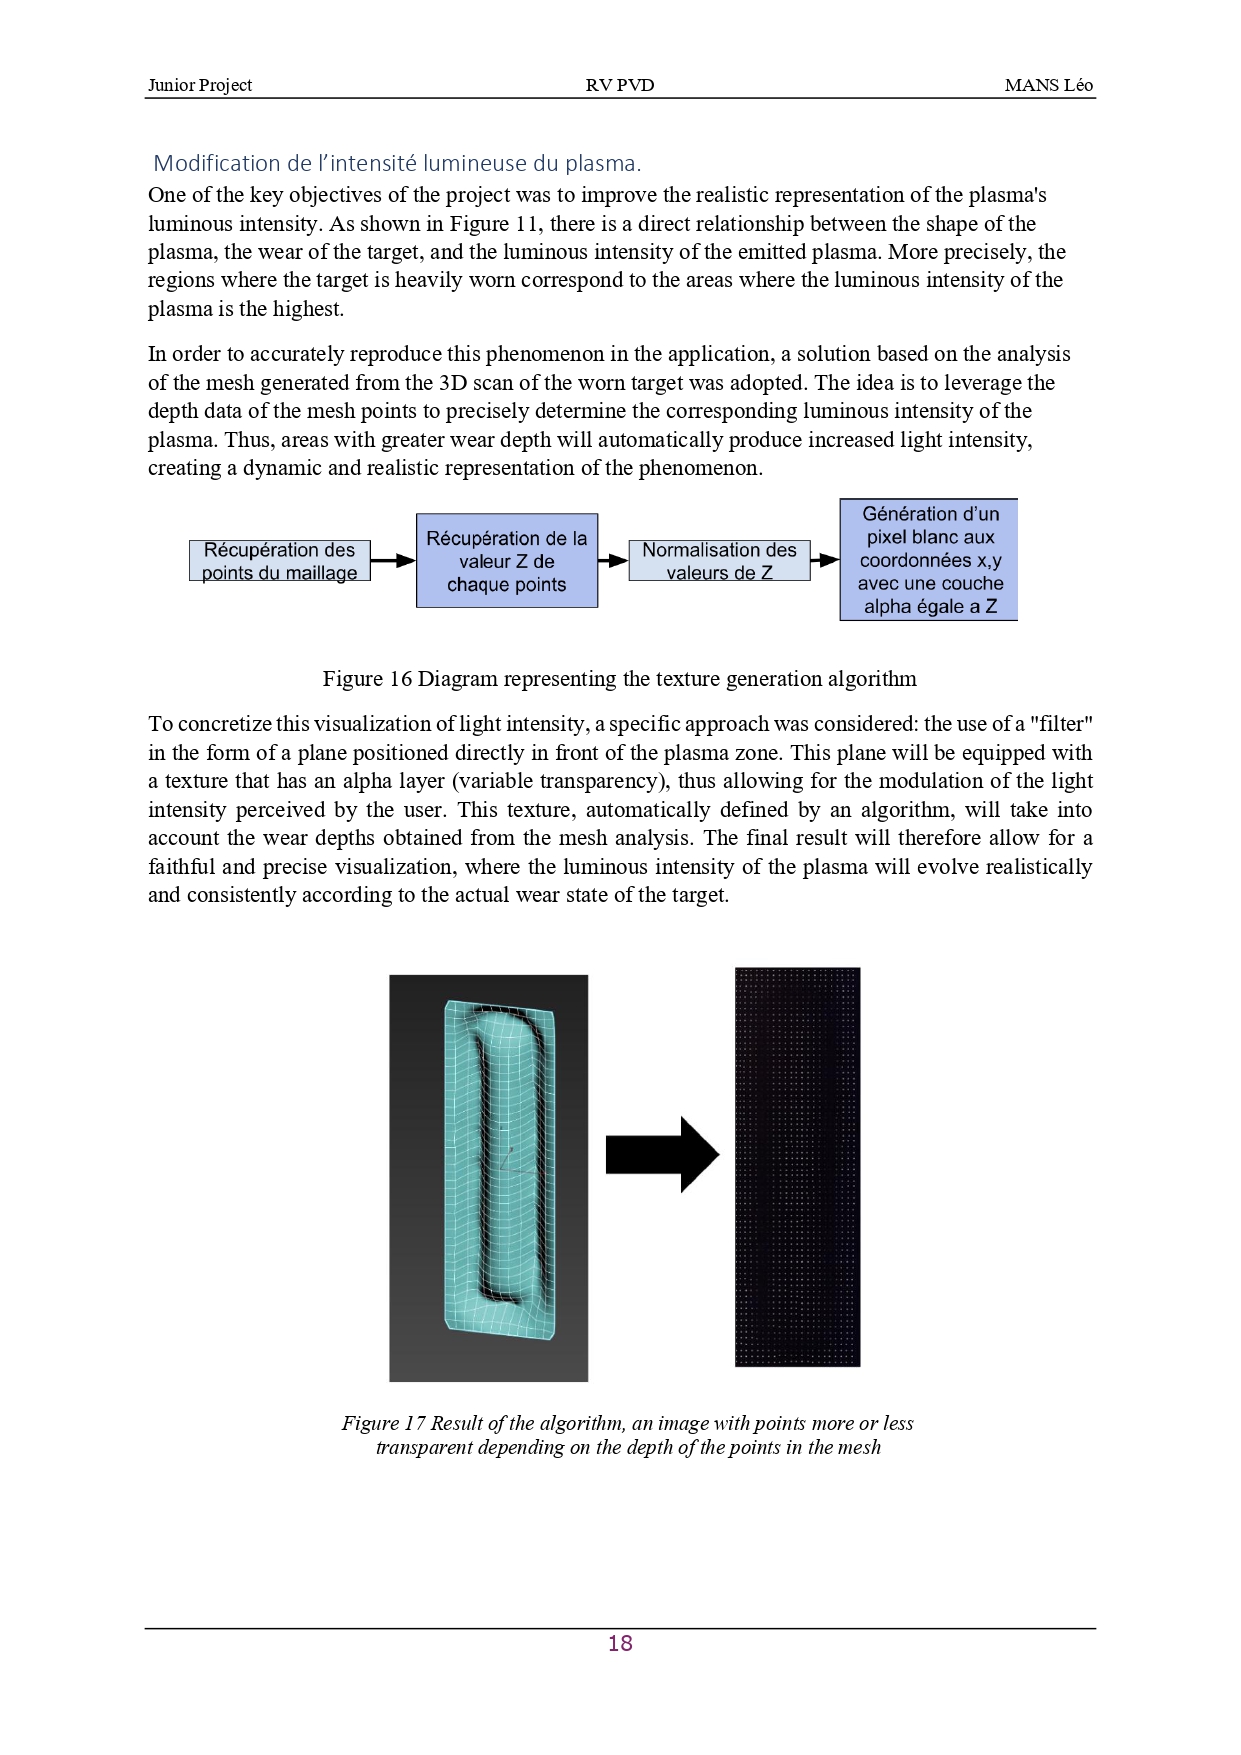 Junior Project RV PVD MANS Léo
Modification de l’intensité lumineuse du plasma.
One of the key objectives of the project was to improve the realistic representation of the plasma's
luminous intensity. As shown in Figure 11, there is a direct relationship between the shape of the
plasma, the wear of the target, and the luminous intensity of the emitted plasma. More precisely, the
regions where the target is heavily worn correspond to the areas where the luminous intensity of the
plasma is the highest.
In order to accurately reproduce this phenomenon in the application, a solution based on the analysis
of the mesh generated from the 3D scan of the worn target was adopted. The idea is to leverage the
depth data of the mesh points to precisely determine the corresponding luminous intensity of the
plasma. Thus, areas with greater wear depth will automatically produce increased light intensity,
creating a dynamic and realistic representation of the phenomenon.
Récupération des
points du maillage
Récupération de la
valeur Z de
chaque points
Normalisation des
valeurs de Z
Génération d’un
pixel blanc aux
coordonnées x,y
avec une couche
alpha égale a Z
Figure 16 Diagram representing the texture generation algorithm
To concretize this visualization of light intensity, a specific approach was considered: the use of a "filter"
in the form of a plane positioned directly in front of the plasma zone. This plane will be equipped with
a texture that has an alpha layer (variable transparency), thus allowing for the modulation of the light
intensity perceived by the user. This texture, automatically defined by an algorithm, will take into
account the wear depths obtained from the mesh analysis. The final result will therefore allow for a
faithful and precise visualization, where the luminous intensity of the plasma will evolve realistically
and consistently according to the actual wear state of the target.
Figure 17 Result of the algorithm, an image with points more or less
transparent depending on the depth of the points in the mesh
18